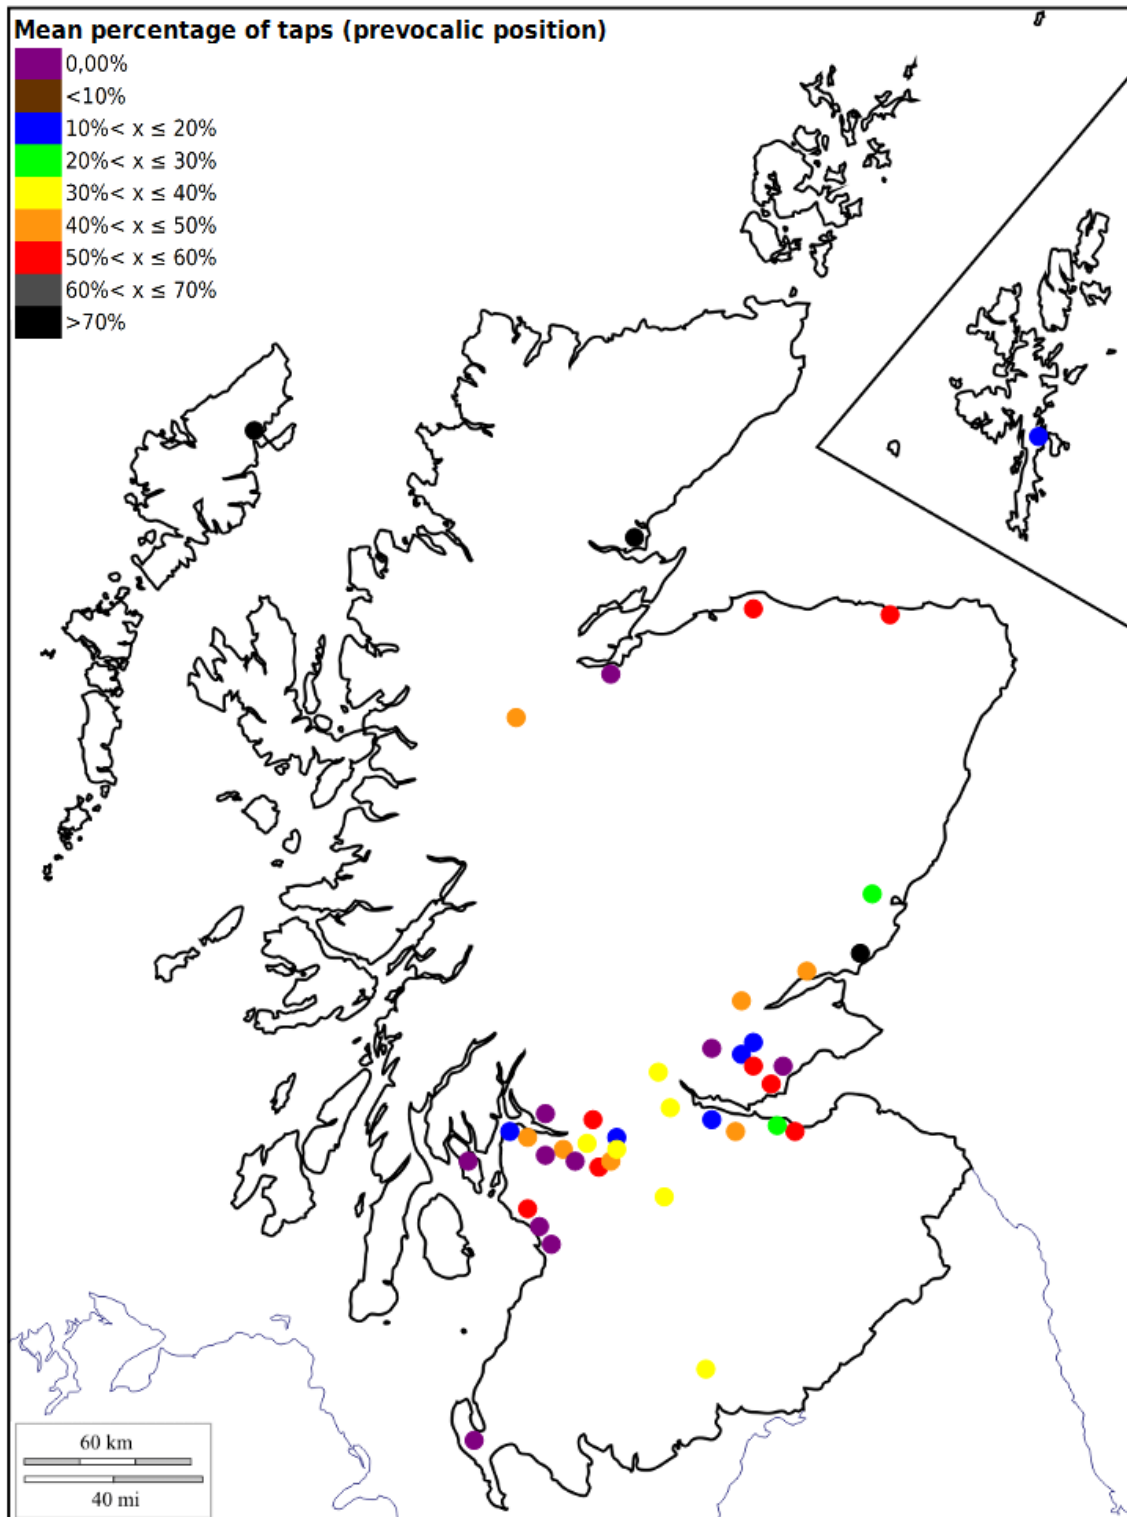 Mean percentage of taps (prevocalic position)
0,00%
<10%
10%< x ≤ 20%
20%< x ≤ 30%
30%< x ≤ 40%
40%< x ≤ 50%
50%< x ≤ 60%
60%< x ≤ 70%
>70%
60 km
40 mi